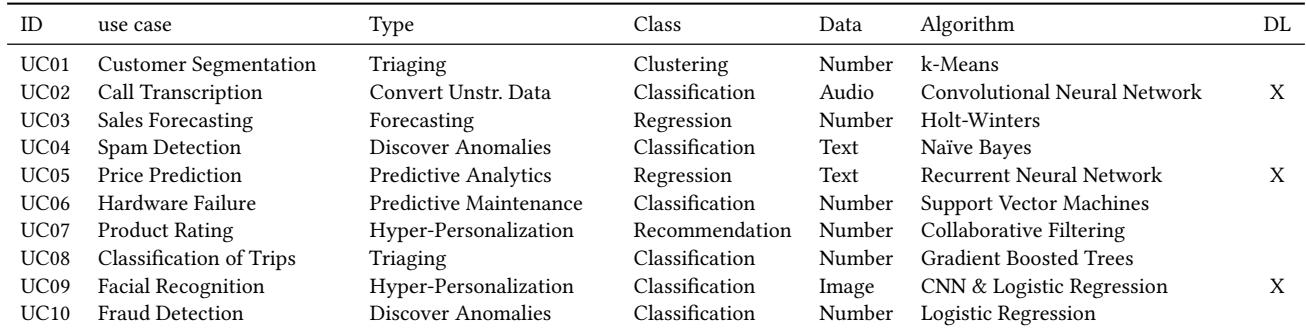 ID use case Type Class Data Algorithm DL
UC01 Customer Segmentation Triaging Clustering Number k-Means
UC02 Call Transcription Convert Unstr. Data Classification Audio Convolutional Neural Network X
UC03 Sales Forecasting Forecasting Regression Number Holt-Winters
UC04 Spam Detection Discover Anomalies Classification Text Naïve Bayes
UC05 Price Prediction Predictive Analytics Regression Text Recurrent Neural Network X
UC06 Hardware Failure Predictive Maintenance Classification Number Support Vector Machines
UC07 Product Rating Hyper-Personalization Recommendation Number Collaborative Filtering
UC08 Classification of Trips Triaging Classification Number Gradient Boosted Trees
UC09 Facial Recognition Hyper-Personalization Classification Image CNN & Logistic Regression X
UC10 Fraud Detection Discover Anomalies Classification Number Logistic Regression